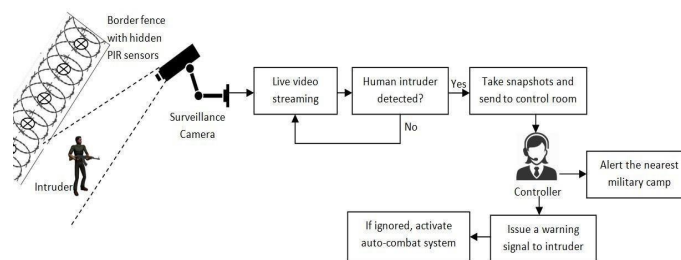 Border fence
with hidden
PIR sensors
Intruder
Surveillance
Camera
Live video
streaming
Human intruder
detected?
Yes
No
Take snapshots and
send to control room
Controller
Alert the nearest
military camp
Issue a warning
signal to intruder
If ignored, activate
auto-combat system